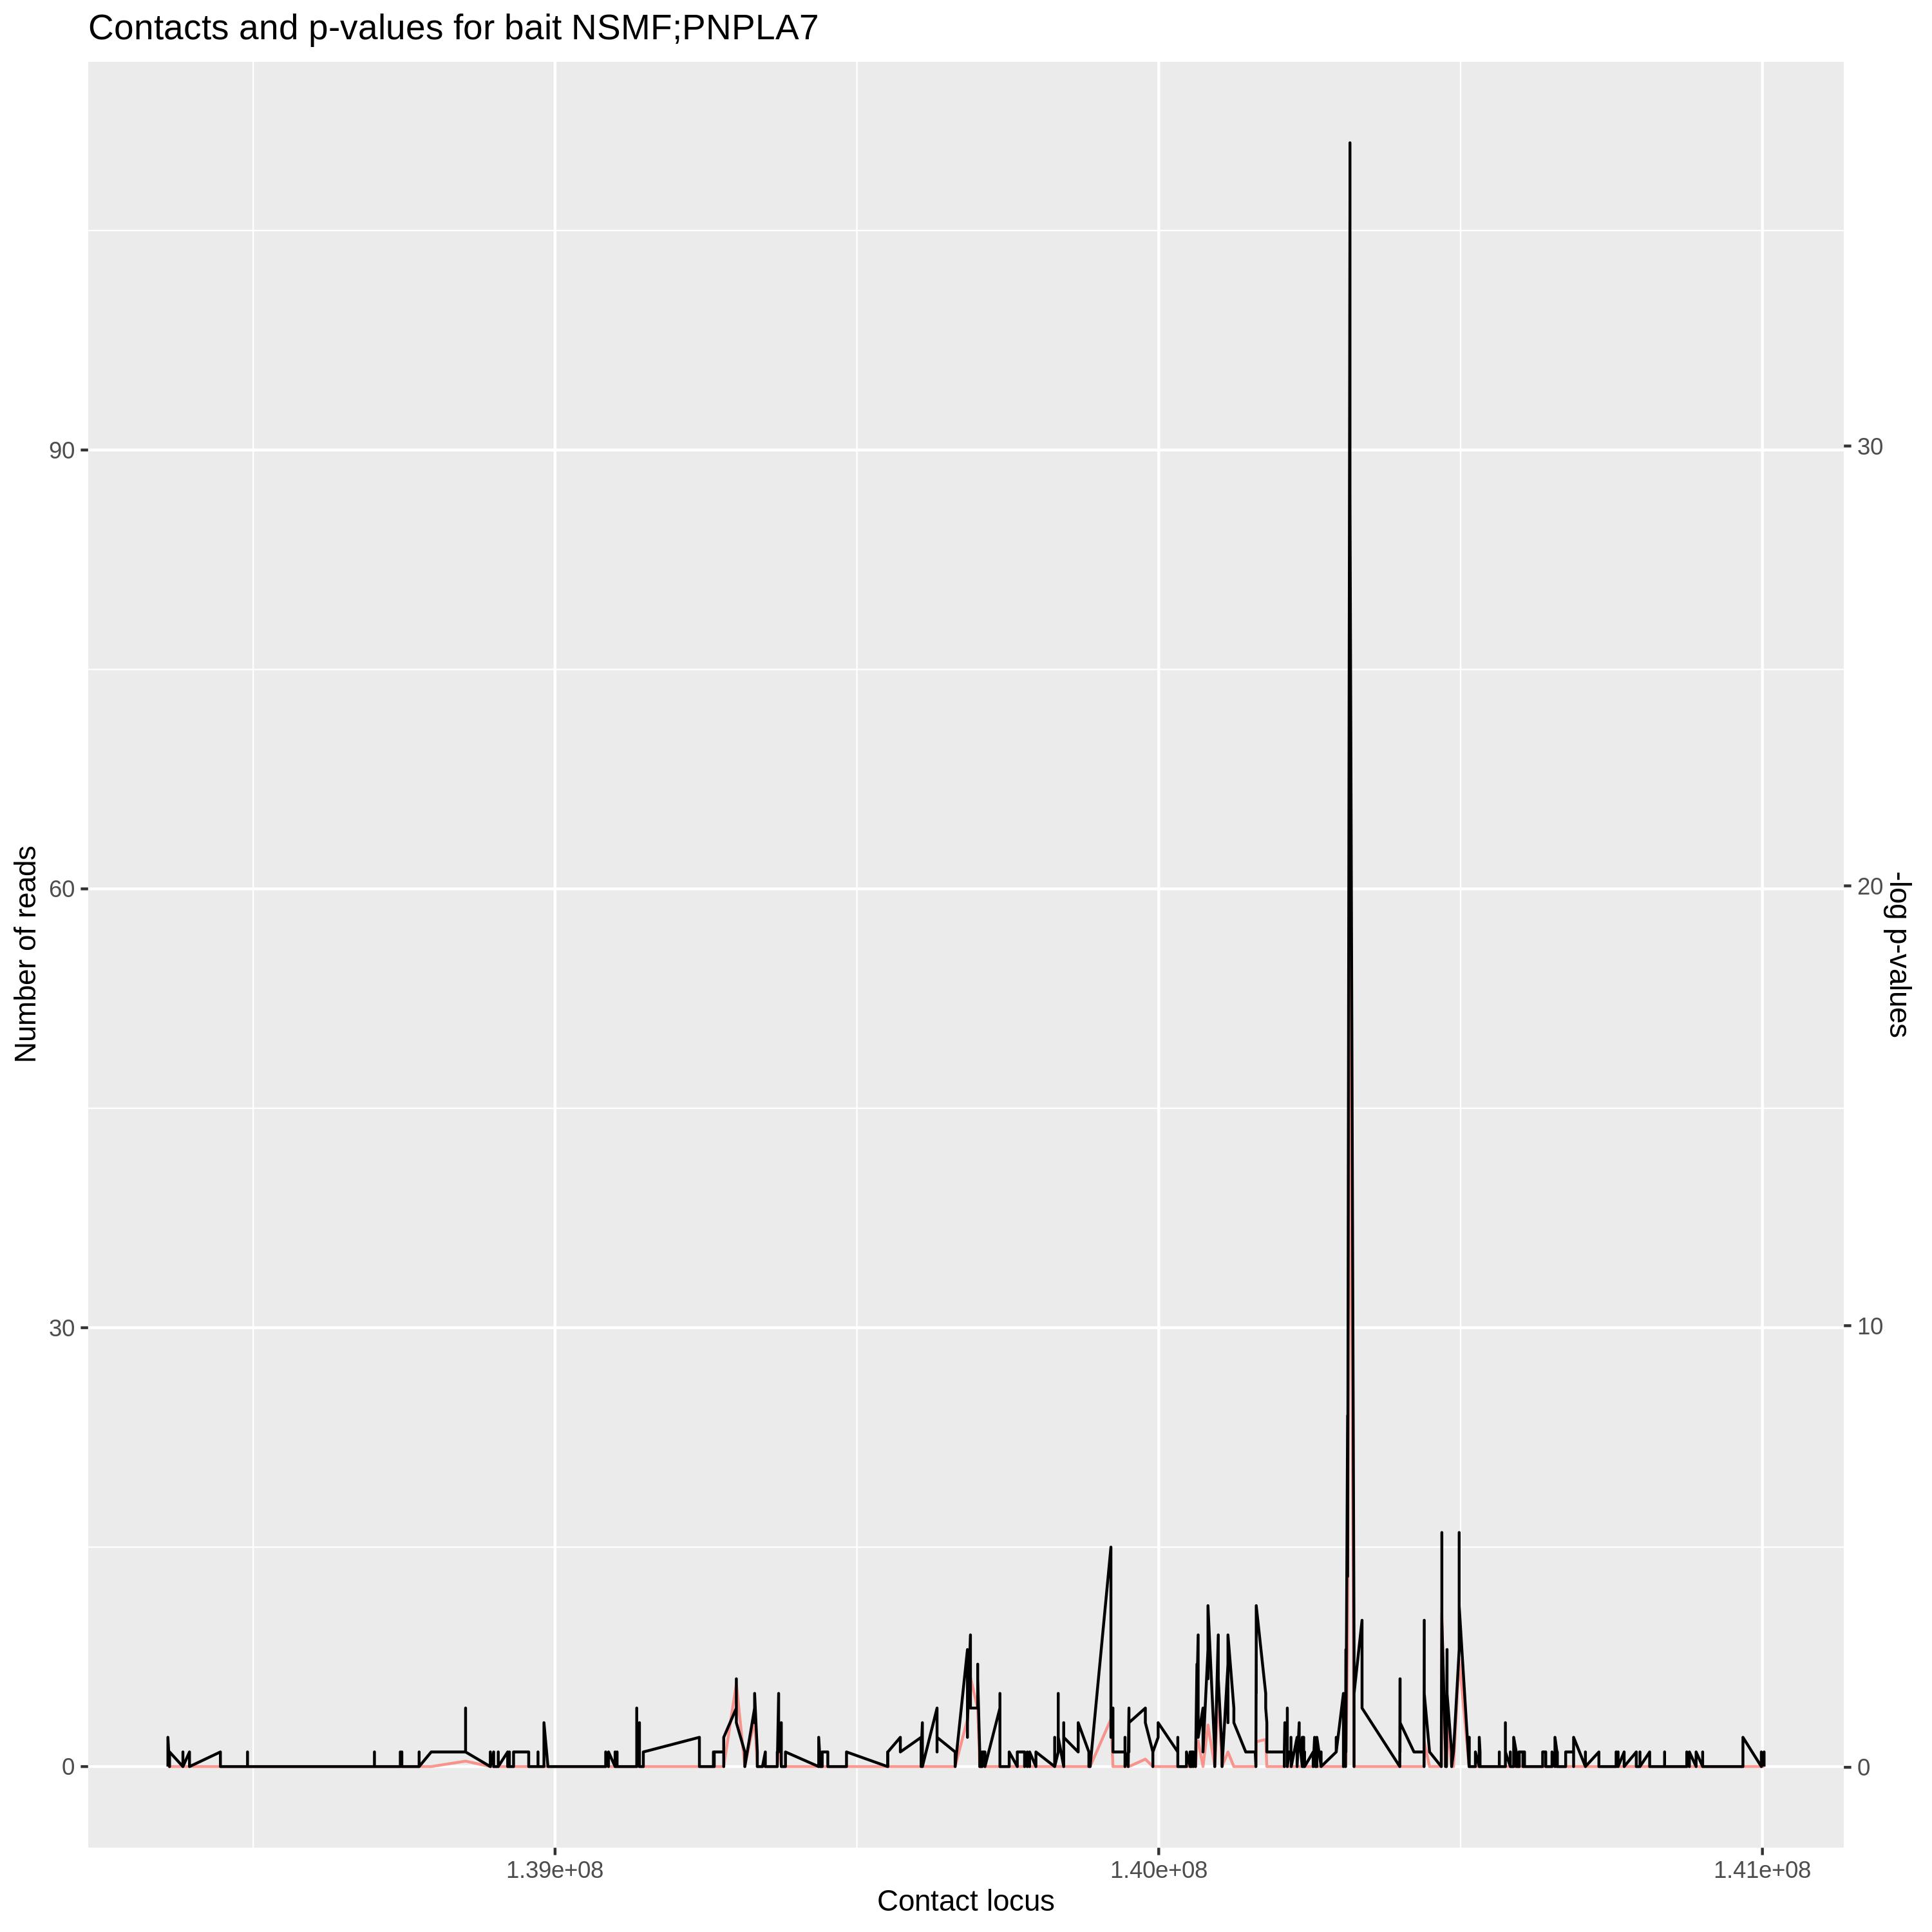 Contacts and p-values for bait NSMF;PNPLA7
Number of reads
90
60
30
0
30
20
10
0
-log p-values
1.39e+08
1.40e+08
1.41e+08
Contact locus